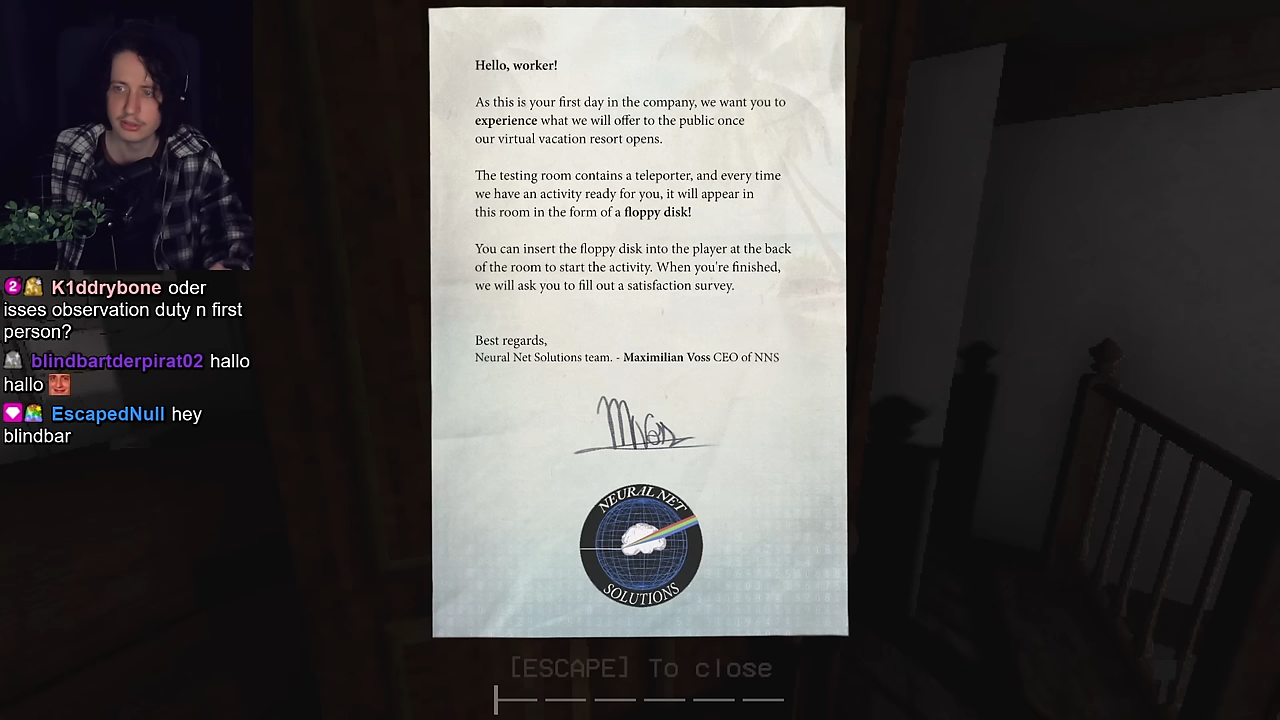 Hello, worker!
As this is your first day in the company, we want you to
experience what we will offer to the public once
our virtual vacation resort opens.
The testing room contains a teleporter, and every time
we have an activity ready for you, it will appear in
this room in the form of a floppy disk!
You can insert the floppy disk into the player at the back
of the room to start the activity. When you're finished,
we will ask you to fill out a satisfaction survey.
Best regards,
Neural Net Solutions team. - Maximilian Voss CEO of NNS
MVoss
NEURAL NET
SOLUTIONS
[ESCAPE] To close
2 K1ddrybone oder
isses observation duty n first
person?
blindbartderpirat02 hallo
hallo
EscapedNull hey
blindbar